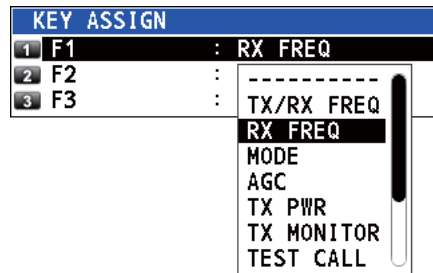 KEY ASSIGN
1 F1 : RX FREQ
2 F2 :
3 F3 :
----------
TX/RX FREQ
RX FREQ
MODE
AGC
TX PWR
TX MONITOR
TEST CALL